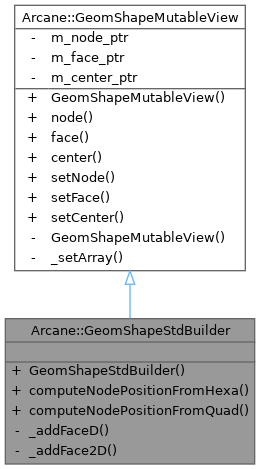 Arcane::GeomShapeMutableView
- m_node_ptr
- m_face_ptr
- m_center_ptr
+ GeomShapeMutableView()
+ node()
+ face()
+ center()
+ setNode()
+ setFace()
+ setCenter()
- GeomShapeMutableView()
- _setArray()
Arcane::GeomShapeStdBuilder
+ GeomShapeStdBuilder()
+ computeNodePositionFromHexa()
+ computeNodePositionFromQuad()
- _addFaceD()
- _addFace2D()